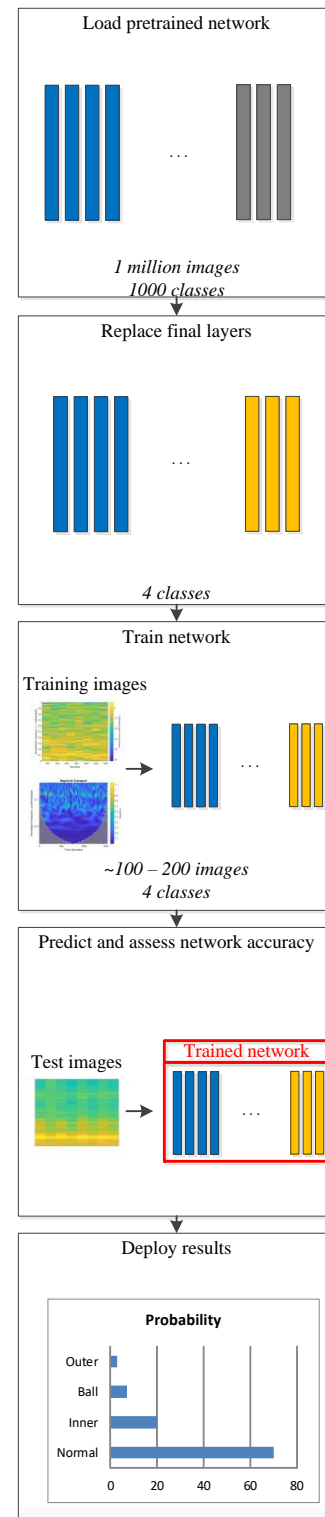 Load pretrained network
. . .
1 million images
1000 classes
Replace final layers
. . .
4 classes
Train network
Training images
. . .
~100 – 200 images
4 classes
Predict and assess network accuracy
Trained network
Test images
. . .
Deploy results
Probability
Outer
Ball
Inner
Normal
0 20 40 60 80